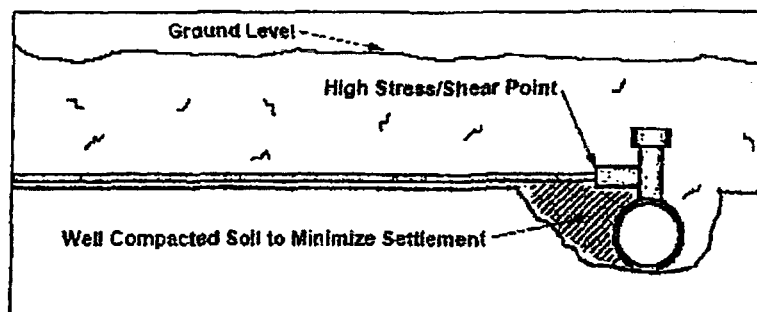 Ground Level
High Stress/Shear Point
Well Compacted Soil to Minimize Settlement